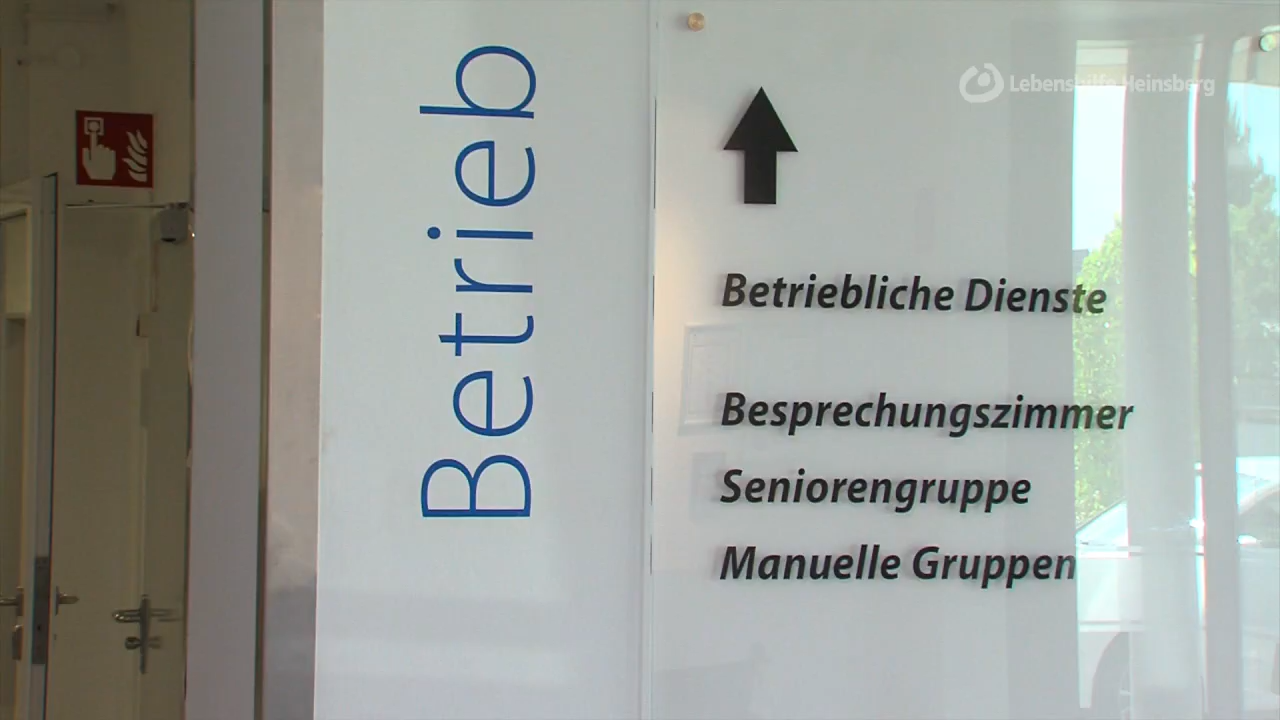 Betrieb
Lebenshilfe Heinsberg
Betriebliche Dienste
Besprechungszimmer
Seniorengruppe
Manuelle Gruppen